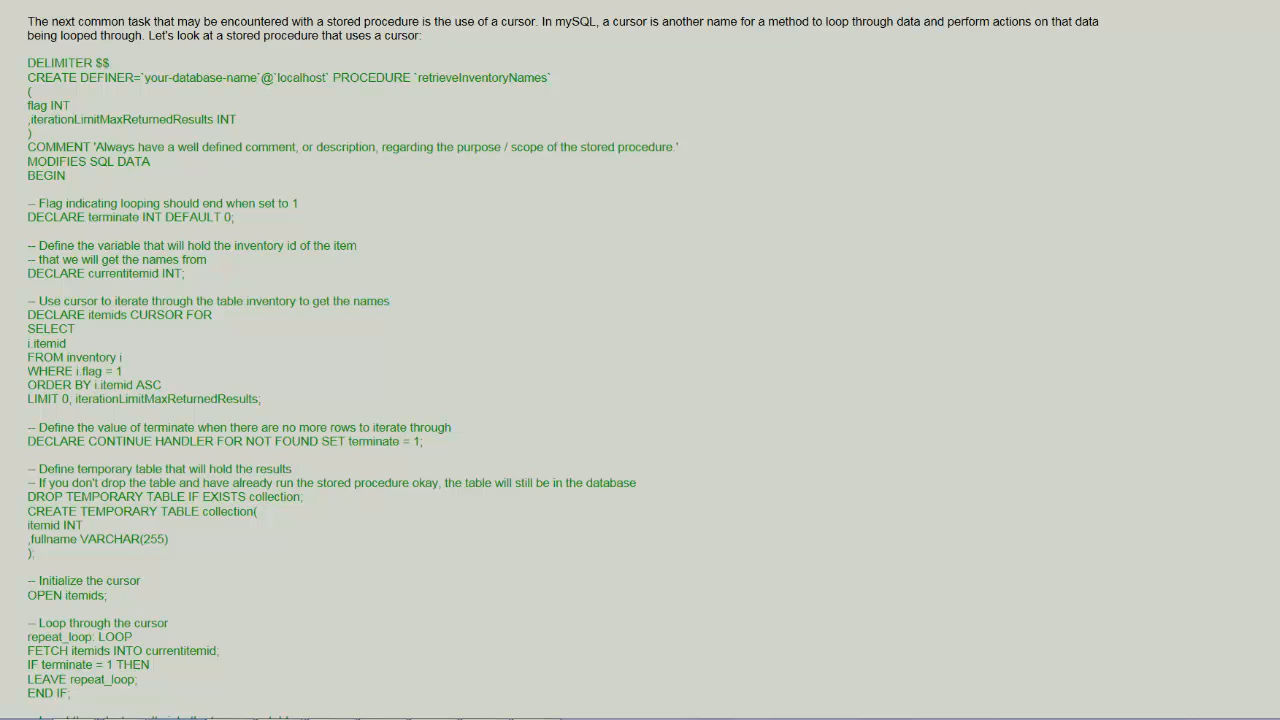 The next common task that may be encountered with a stored procedure is the use of a cursor. In mySQL, a cursor is another name for a method to loop through data and perform actions on that data
being looped through. Let's look at a stored procedure that uses a cursor:
DELIMITER $$
CREATE DEFINER=`your-database-name`@`localhost` PROCEDURE `retrieveInventoryNames`
(
flag INT
,iterationLimitMaxReturnedResults INT
)
COMMENT 'Always have a well defined comment, or description, regarding the purpose / scope of the stored procedure.'
MODIFIES SQL DATA
BEGIN
-- Flag indicating looping should end when set to 1
DECLARE terminate INT DEFAULT 0;
-- Define the variable that will hold the inventory id of the item
-- that we will get the names from
DECLARE currentitemid INT;
-- Use cursor to iterate through the table inventory to get the names
DECLARE itemids CURSOR FOR
SELECT
i.itemid
FROM inventory i
WHERE i.flag = 1
ORDER BY i.itemid ASC
LIMIT 0, iterationLimitMaxReturnedResults;
-- Define the value of terminate when there are no more rows to iterate through
DECLARE CONTINUE HANDLER FOR NOT FOUND SET terminate = 1;
-- Define temporary table that will hold the results
-- If you don't drop the table and have already run the stored procedure okay, the table will still be in the database
DROP TEMPORARY TABLE IF EXISTS collection;
CREATE TEMPORARY TABLE collection(
itemid INT
,fullname VARCHAR(255)
);
-- Initialize the cursor
OPEN itemids;
-- Loop through the cursor
repeat_loop: LOOP
FETCH itemids INTO currentitemid;
IF terminate = 1 THEN
LEAVE repeat_loop;
END IF;